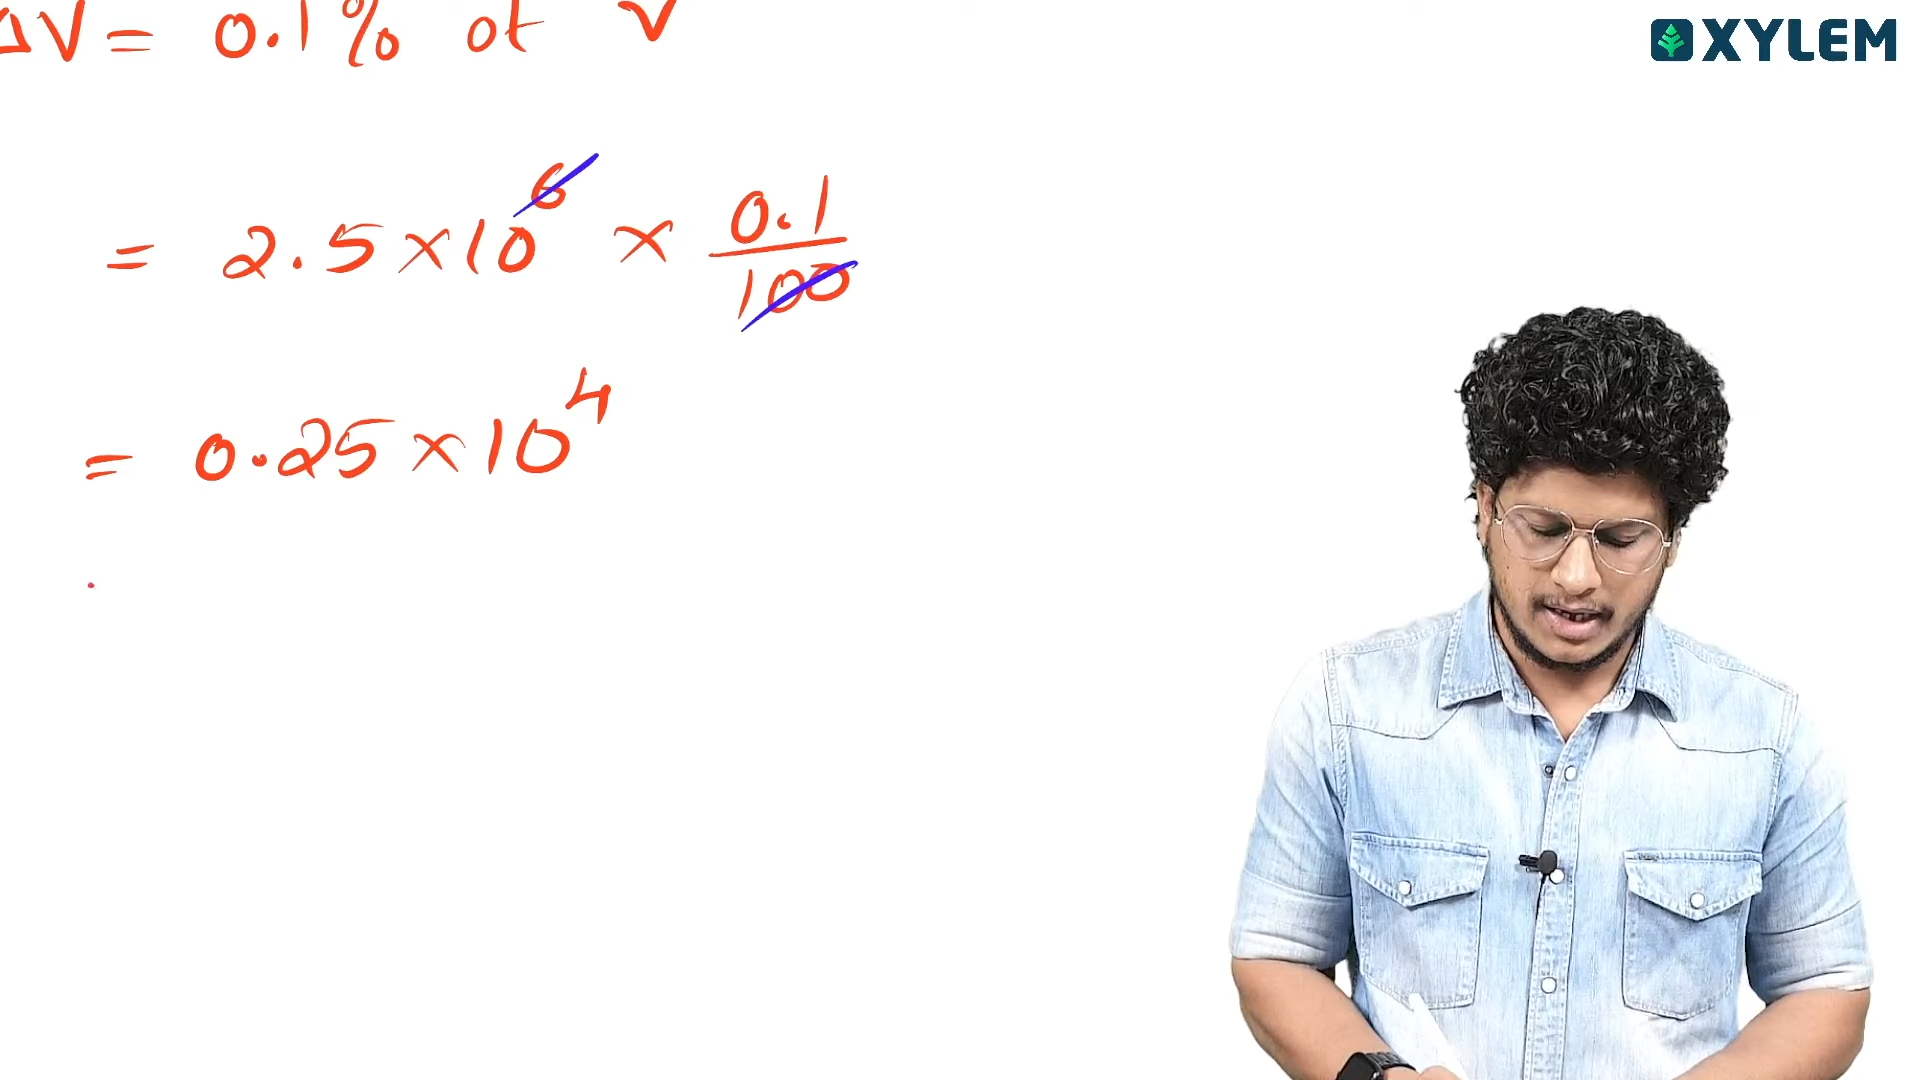 XYLEM
ΔV = 0.1% of V
= 2.5 × 10⁶ × 0.1/100
= 0.25 × 10⁴